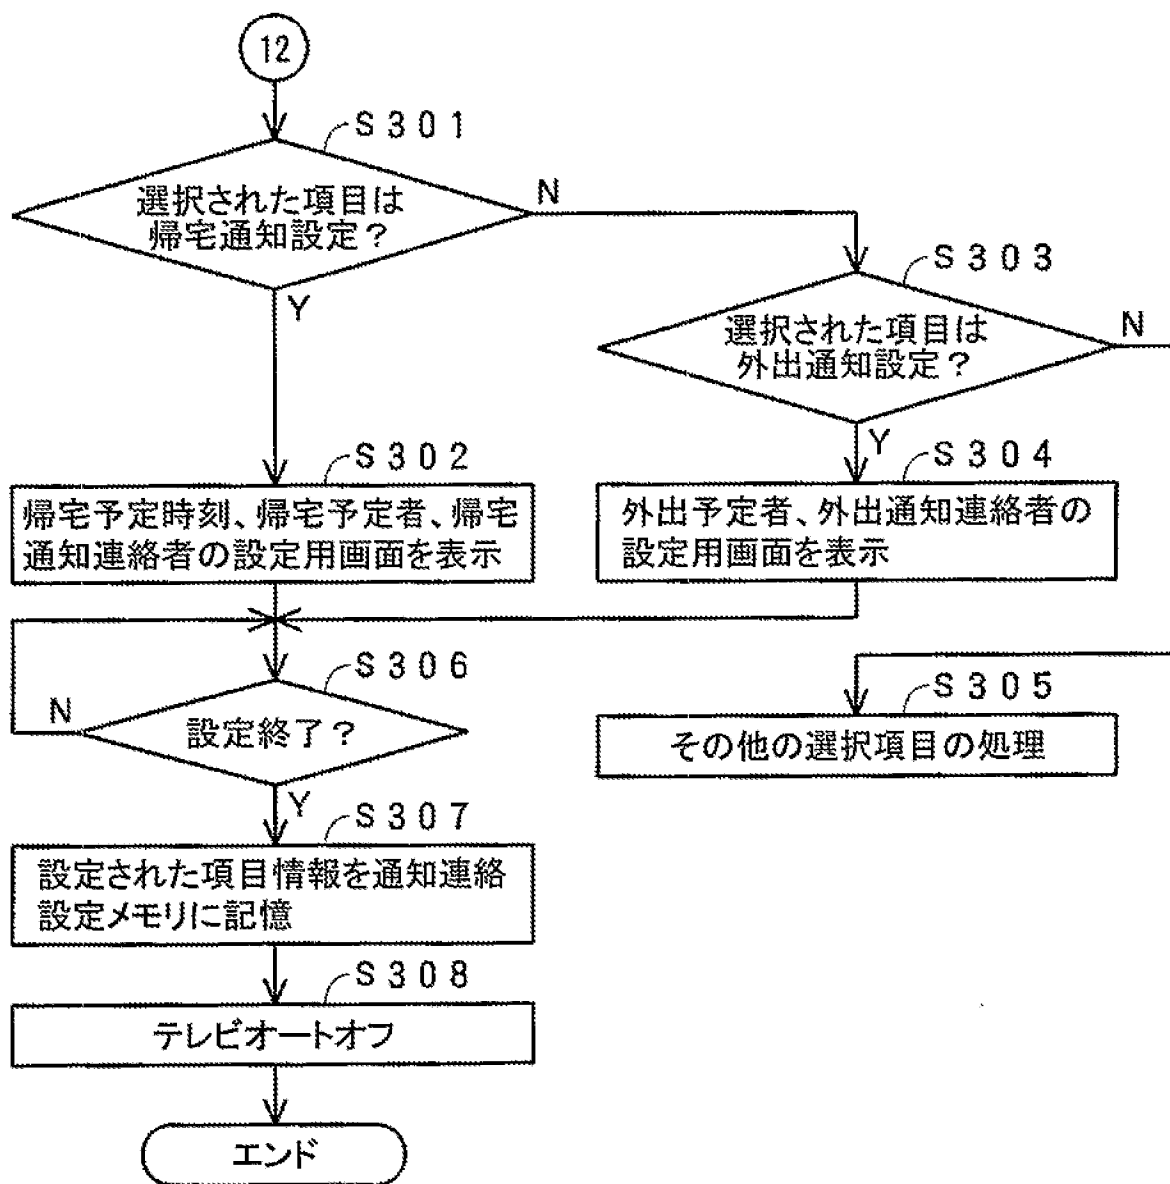 12
S301
選択された項目は
帰宅通知設定?
N
Y
S303
選択された項目は
外出通知設定?
N
Y
S302
帰宅予定時刻、帰宅予定者、帰宅
通知連絡者の設定用画面を表示
S304
外出予定者、外出通知連絡者の
設定用画面を表示
S306
設定終了?
N
Y
S305
その他の選択項目の処理
S307
設定された項目情報を通知連絡
設定メモリに記憶
S308
テレビオートオフ
エンド